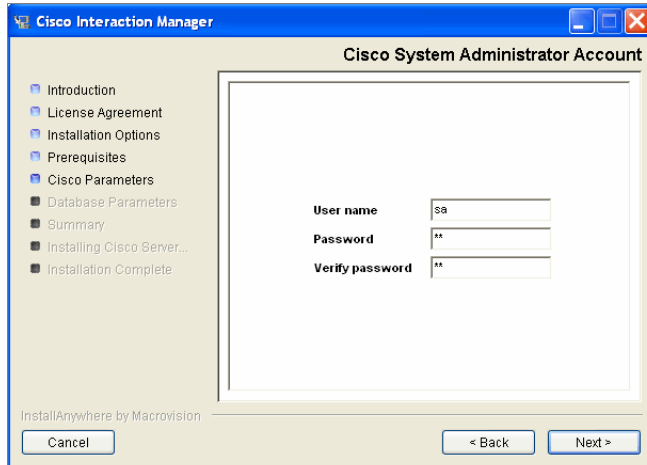 Cisco Interaction Manager
Cisco System Administrator Account
Introduction
License Agreement
Installation Options
Prerequisites
Cisco Parameters
Database Parameters
Summary
Installing Cisco Server...
Installation Complete
User name sa
Password **
Verify password **
InstallAnywhere by Macrovision
Cancel < Back Next >